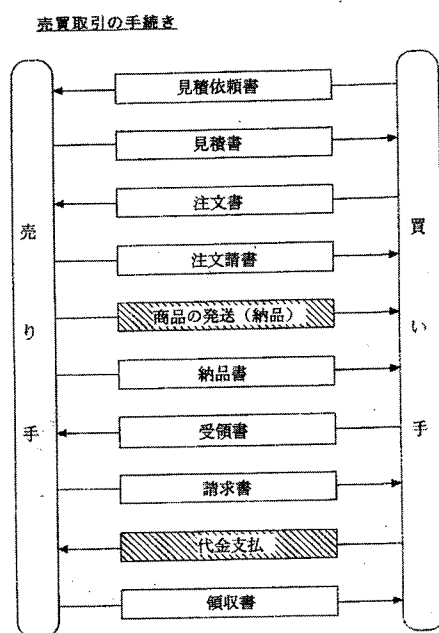 売買取引の手続き
見積依頼書
見積書
注文書
注文請書
商品の発送（納品）
納品書
受領書
請求書
代金支払
領収書
売り手
買い手